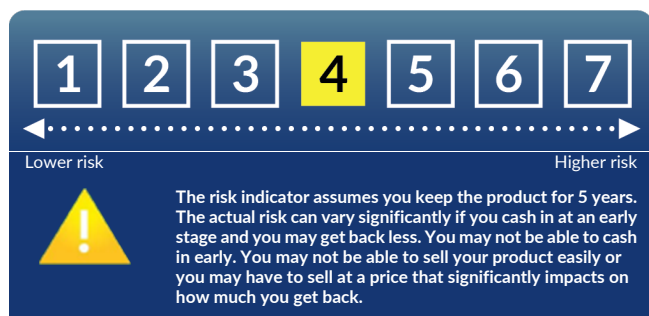 1 2 3 4 5 6 7
Lower risk Higher risk
!
The risk indicator assumes you keep the product for 5 years.
The actual risk can vary significantly if you cash in at an early
stage and you may get back less. You may not be able to cash
in early. You may not be able to sell your product easily or
you may have to sell at a price that significantly impacts on
how much you get back.